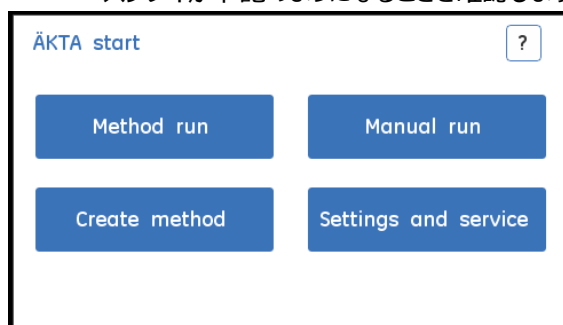 ÄKTA start
?
Method run
Manual run
Create method
Settings and service